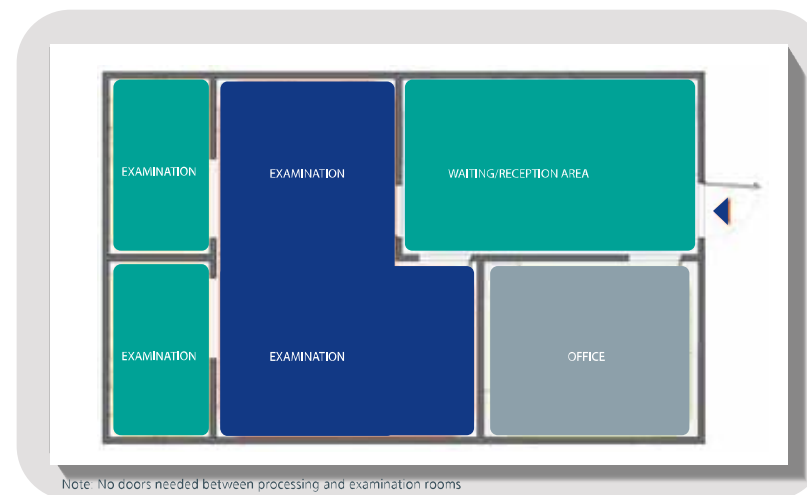 EXAMINATION
EXAMINATION
WAITING/RECEPTION AREA
EXAMINATION
EXAMINATION
OFFICE
Note: No doors needed between processing and examination rooms